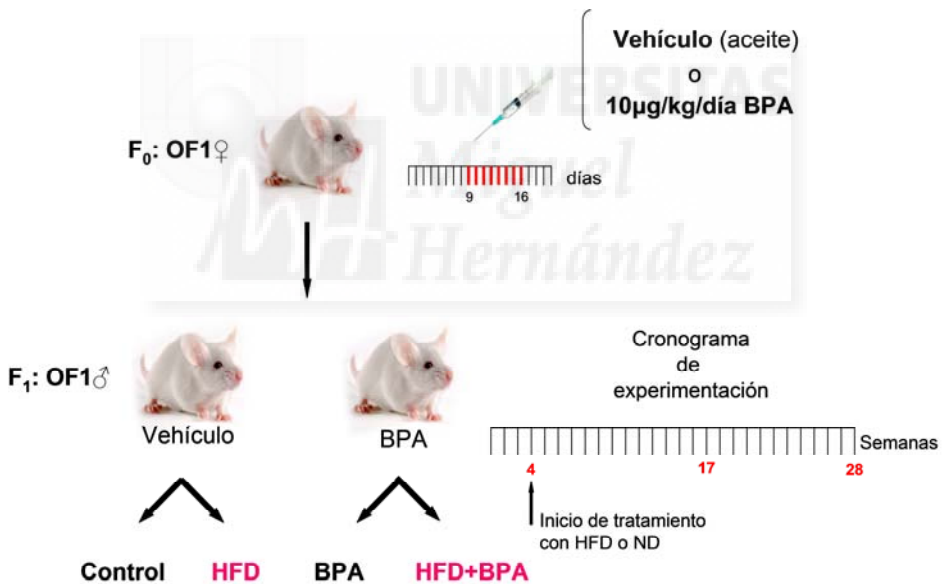 Vehículo (aceite)
o
10µg/kg/día BPA
UNIVERSITAS
Miguel
Hernández
F0: OF1♀
días
9 16
F1: OF1♂
Vehículo
BPA
Cronograma
de
experimentación
Semanas
4 17 28
Inicio de tratamiento
con HFD o ND
Control HFD BPA HFD+BPA